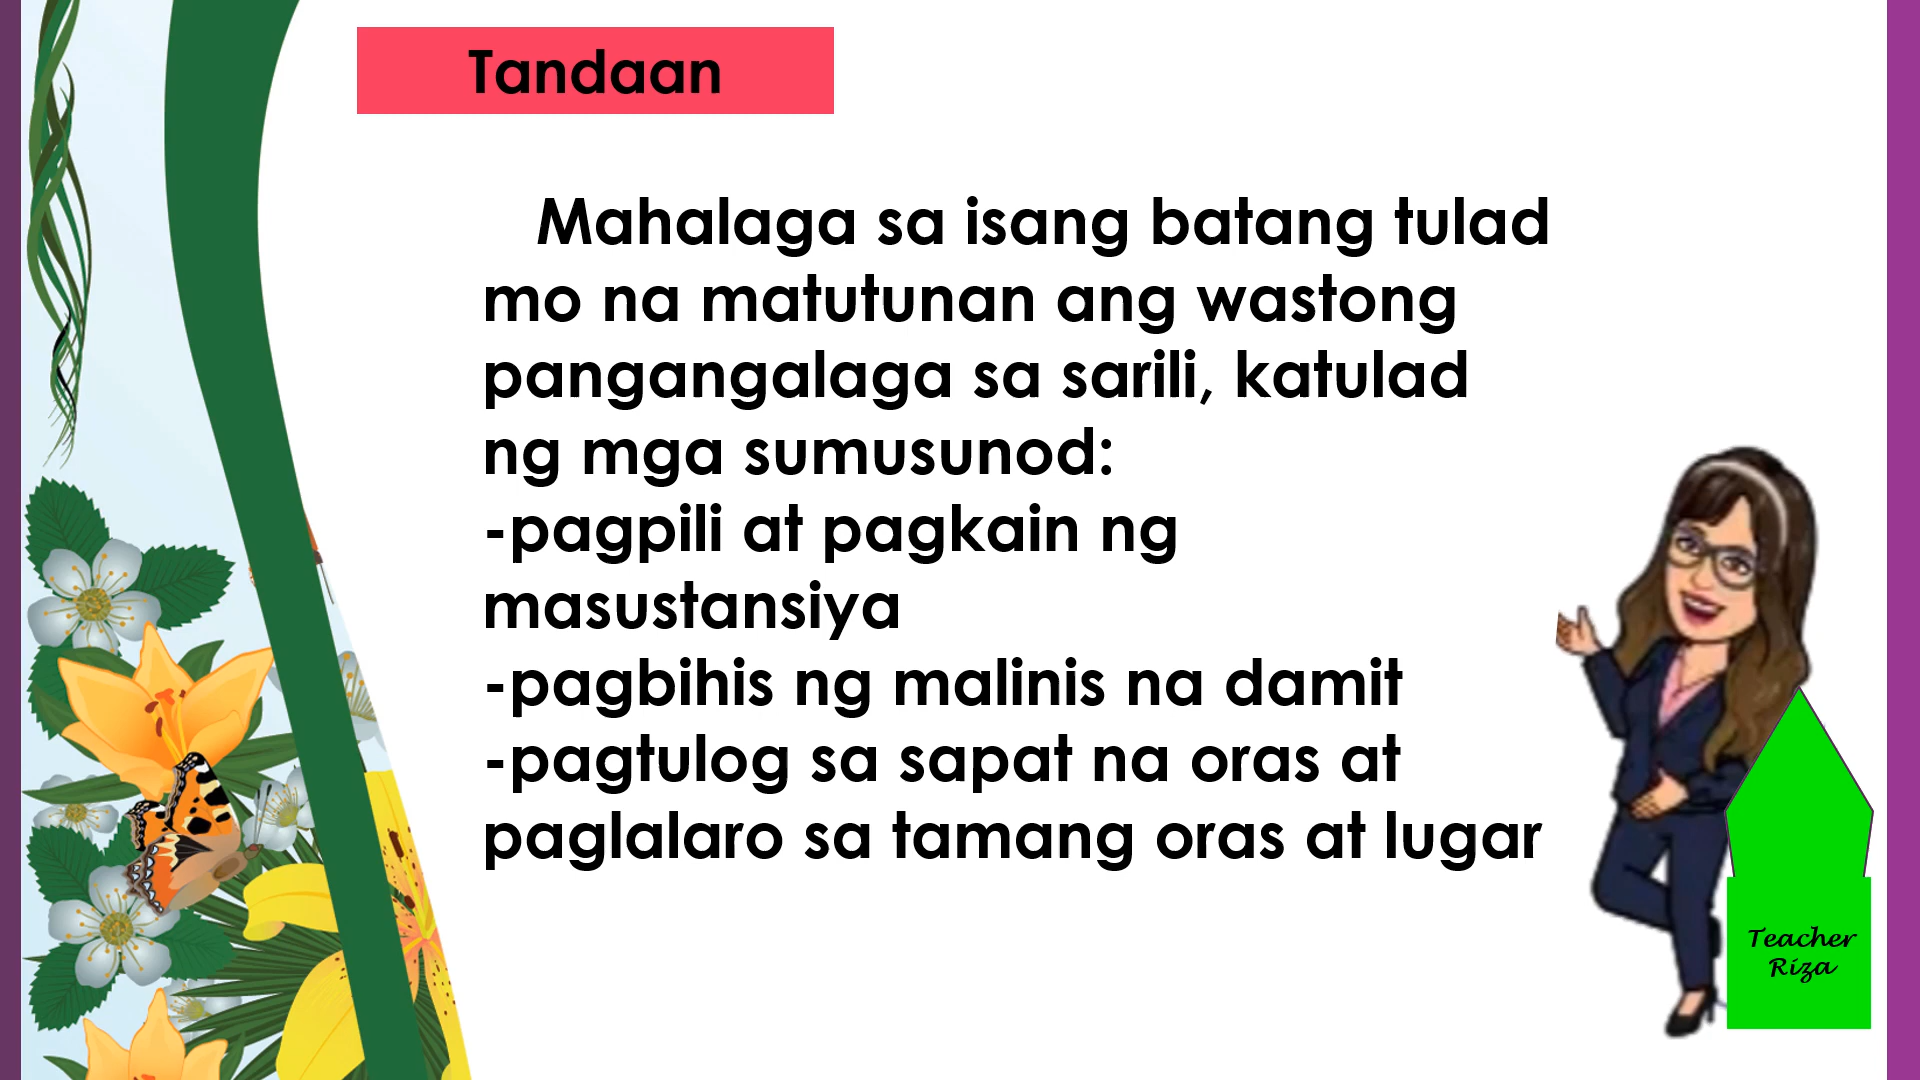 Tandaan
Mahalaga sa isang batang tulad
mo na matutunan ang wastong
pangangalaga sa sarili, katulad
ng mga sumusunod:
-pagpili at pagkain ng
masustansiya
-pagbihis ng malinis na damit
-pagtulog sa sapat na oras at
paglalaro sa tamang oras at lugar
Teacher
Riza